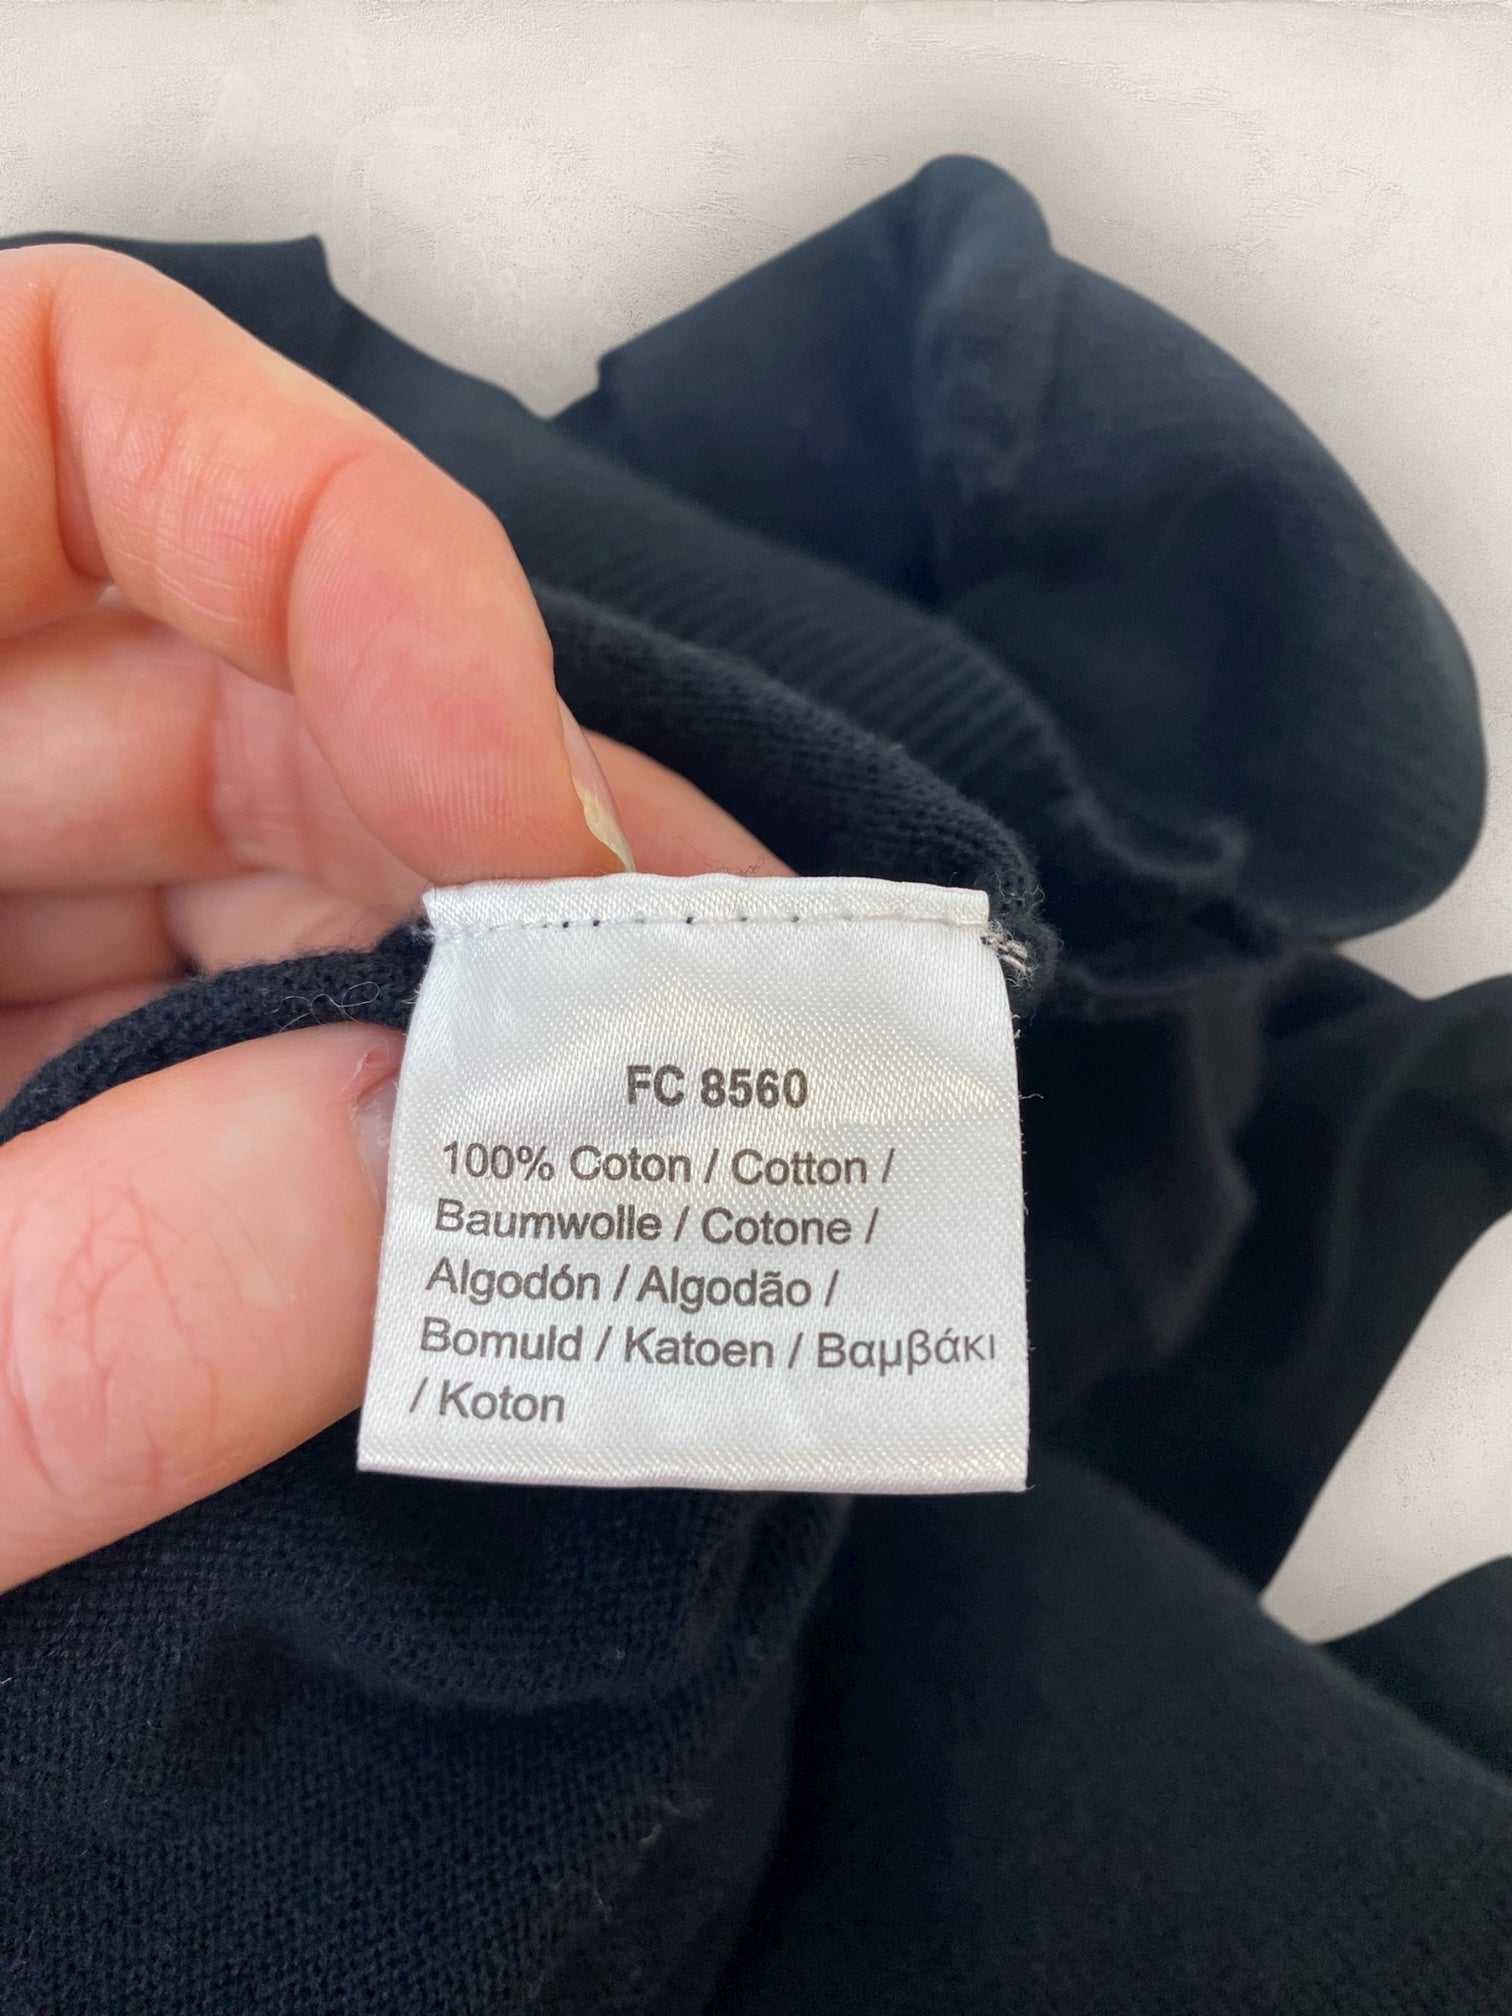 FC 8560
100% Coton / Cotton /
Baumwolle / Cotone /
Algodón / Algodão /
Bomuld / Katoen / Βαμβάκι
/ Koton